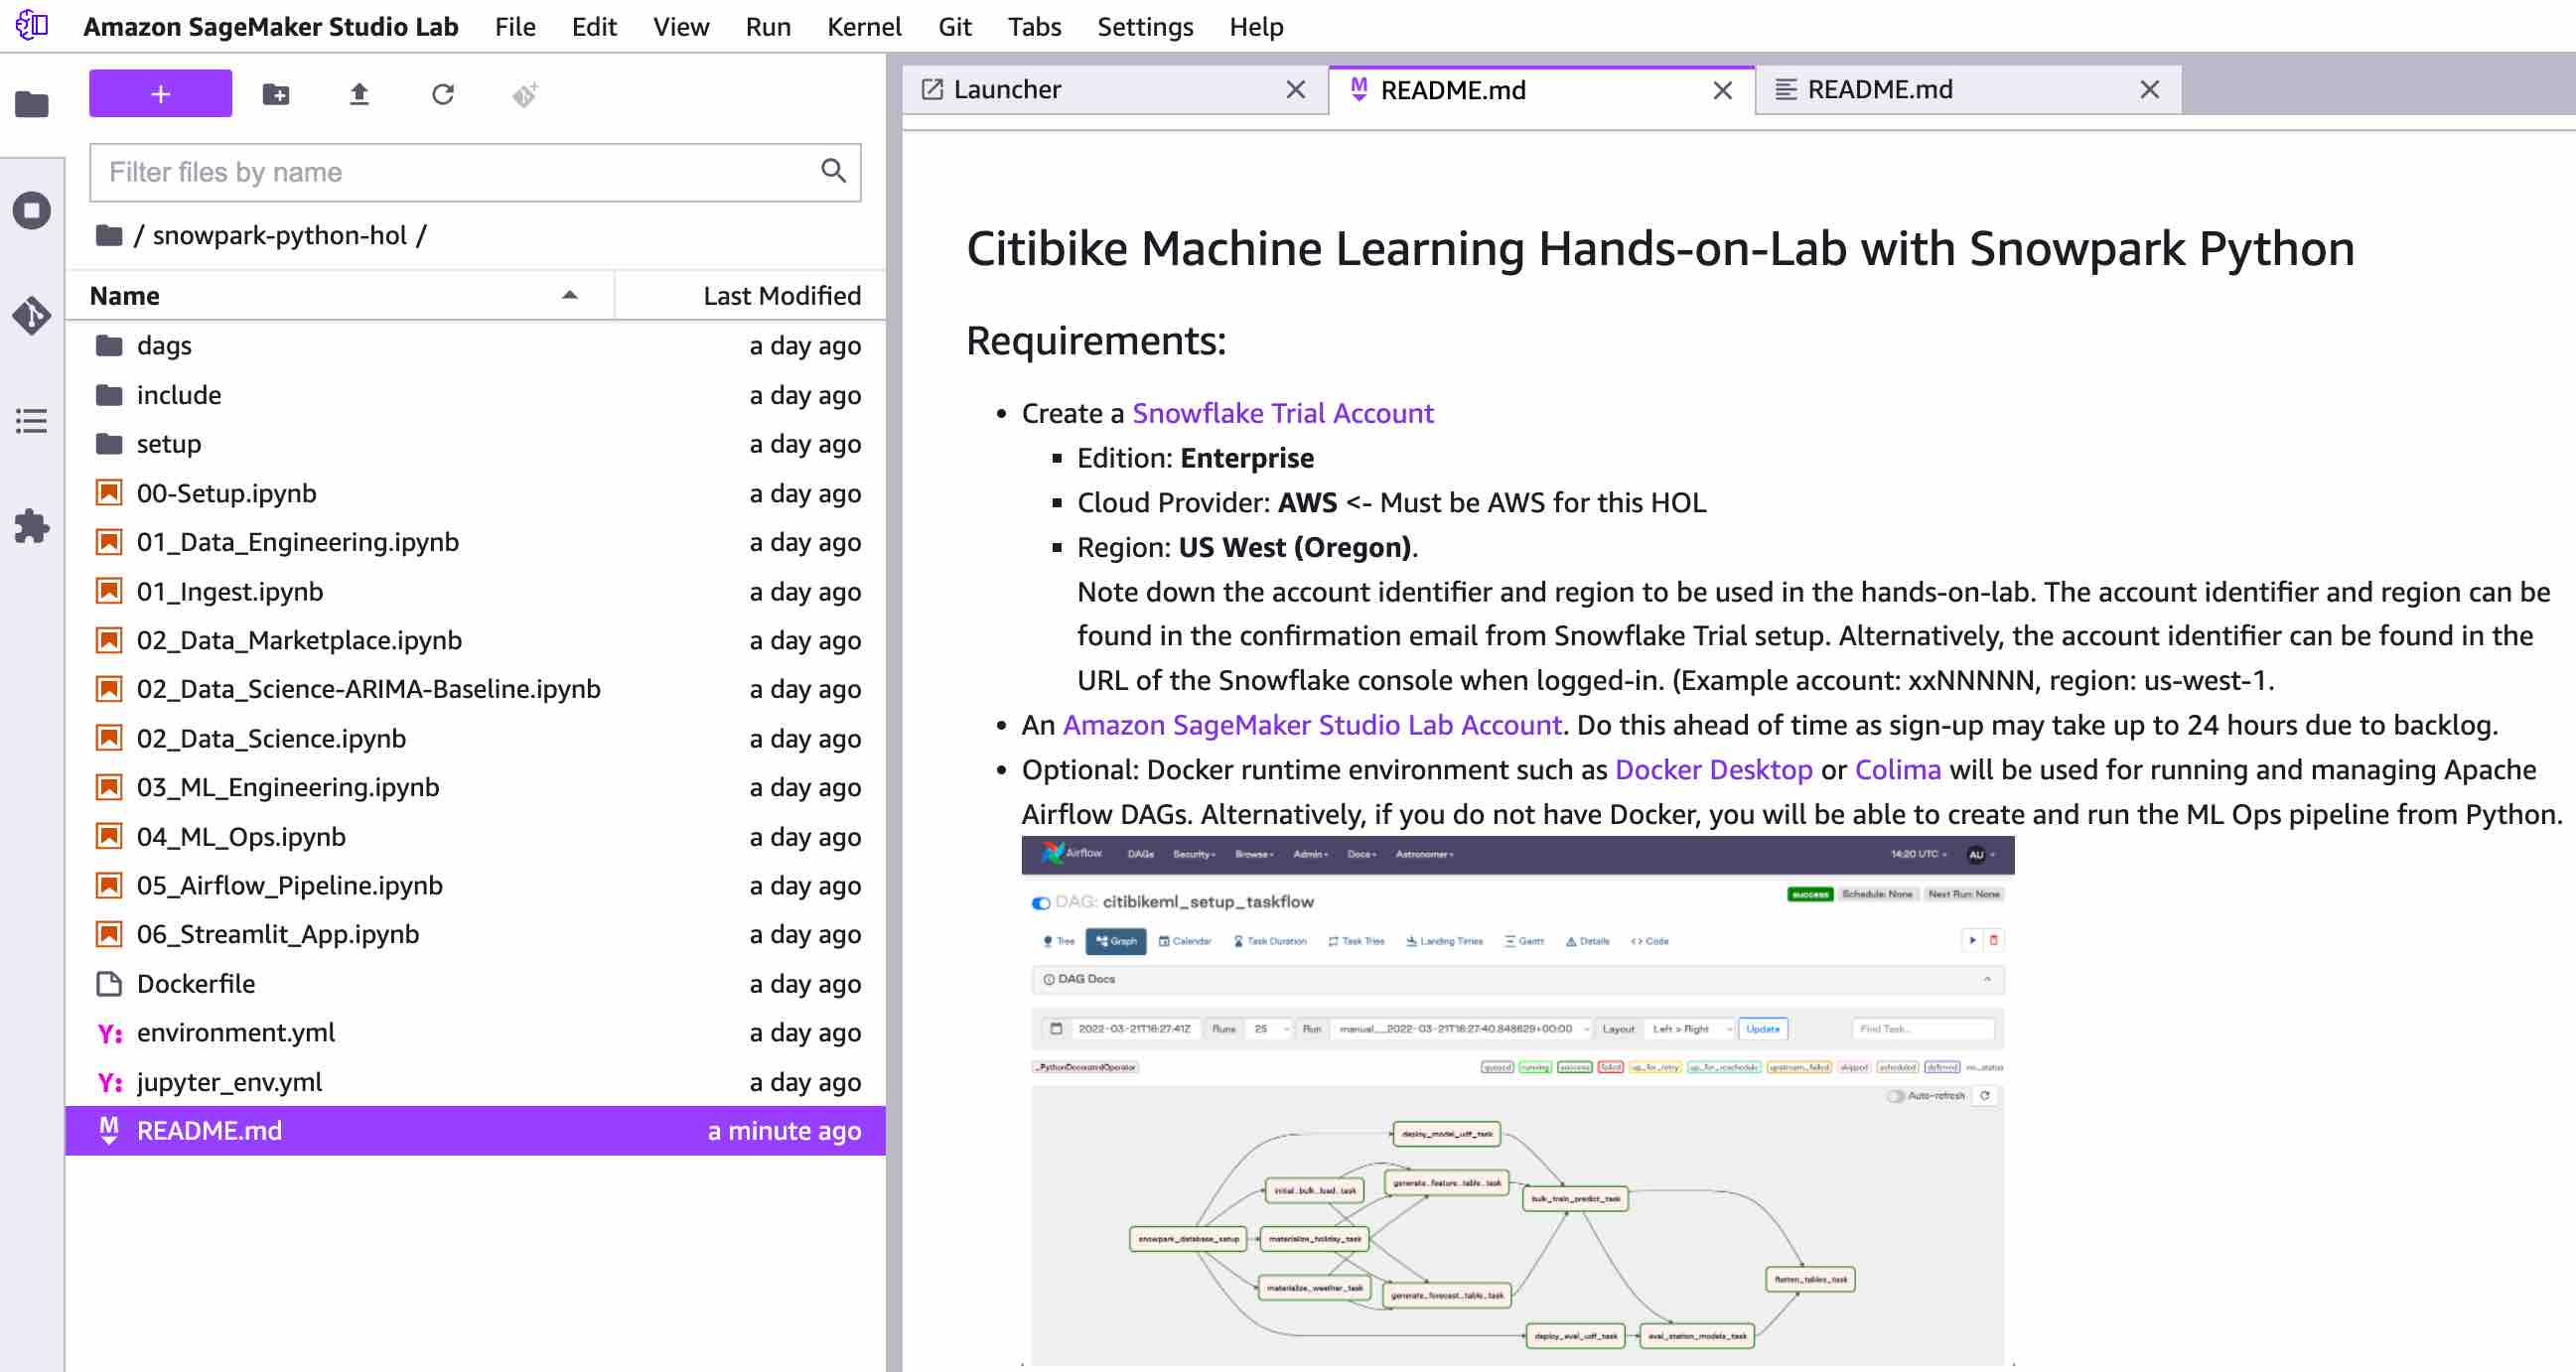 Amazon SageMaker Studio Lab File Edit View Run Kernel Git Tabs Settings Help
Launcher README.md README.md
Filter files by name
/ snowpark-python-hol /
Name Last Modified
dags a day ago
include a day ago
setup a day ago
00-Setup.ipynb a day ago
01_Data_Engineering.ipynb a day ago
01_Ingest.ipynb a day ago
02_Data_Marketplace.ipynb a day ago
02_Data_Science-ARIMA-Baseline.ipynb a day ago
02_Data_Science.ipynb a day ago
03_ML_Engineering.ipynb a day ago
04_ML_Ops.ipynb a day ago
05_Airflow_Pipeline.ipynb a day ago
06_Streamlit_App.ipynb a day ago
Dockerfile a day ago
Y: environment.yml a day ago
Y: jupyter_env.yml a day ago
README.md a minute ago
Citibike Machine Learning Hands-on-Lab with Snowpark Python
Requirements:
• Create a Snowflake Trial Account
▪ Edition: Enterprise
▪ Cloud Provider: AWS <- Must be AWS for this HOL
▪ Region: US West (Oregon).
Note down the account identifier and region to be used in the hands-on-lab. The account identifier and region can be
found in the confirmation email from Snowflake Trial setup. Alternatively, the account identifier can be found in the
URL of the Snowflake console when logged-in. (Example account: xxNNNNN, region: us-west-1.
• An Amazon SageMaker Studio Lab Account. Do this ahead of time as sign-up may take up to 24 hours due to backlog.
• Optional: Docker runtime environment such as Docker Desktop or Colima will be used for running and managing Apache
Airflow DAGs. Alternatively, if you do not have Docker, you will be able to create and run the ML Ops pipeline from Python.
Airflow DAGs Security Browse Admin Docs Astronomer 14:20 UTC AU
DAG: citibikeml_setup_taskflow success Schedule: None Next Run: None
Tree Graph Calendar Task Duration Task Tries Landing Times Gantt Details <> Code
DAG Docs
2022-03-21T16:27:41Z Runs 25 Run manual__2022-03-21T16:27:40.848629+00:00 Layout Left > Right Update Find Task...
_PythonDecoratedOperator queued running success failed up_for_retry up_for_reschedule upstream_failed skipped scheduled deferred no_status
Auto-refresh
deploy_model_udf_task
initial_bulk_load_task generate_feature_table_task
bulk_train_predict_task
snowpark_database_setup materialize_holiday_task
materialize_weather_task generate_forecast_table_task flatten_tables_task
deploy_eval_udf_task eval_station_models_task